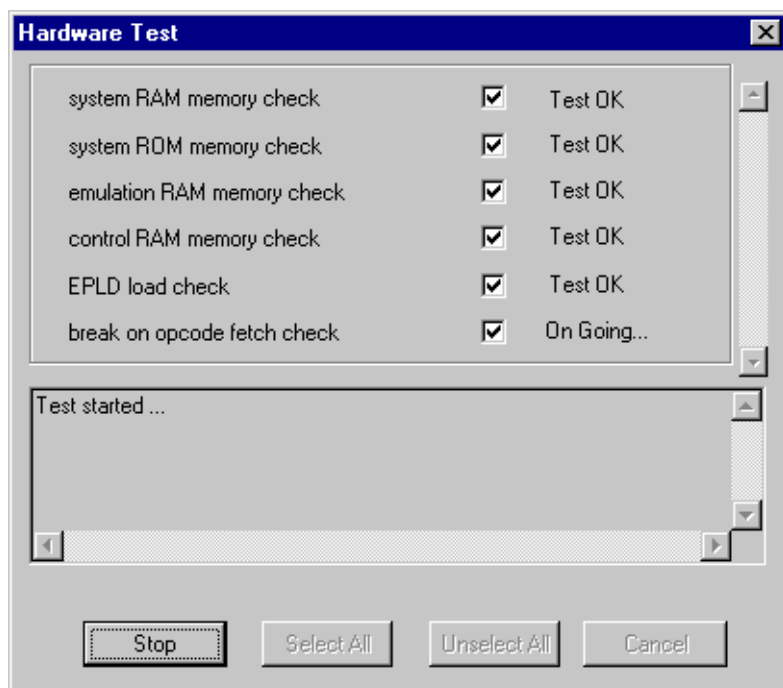 Hardware Test
system RAM memory check Test OK
system ROM memory check Test OK
emulation RAM memory check Test OK
control RAM memory check Test OK
EPLD load check Test OK
break on opcode fetch check On Going...
Test started ...
Stop Select All Unselect All Cancel